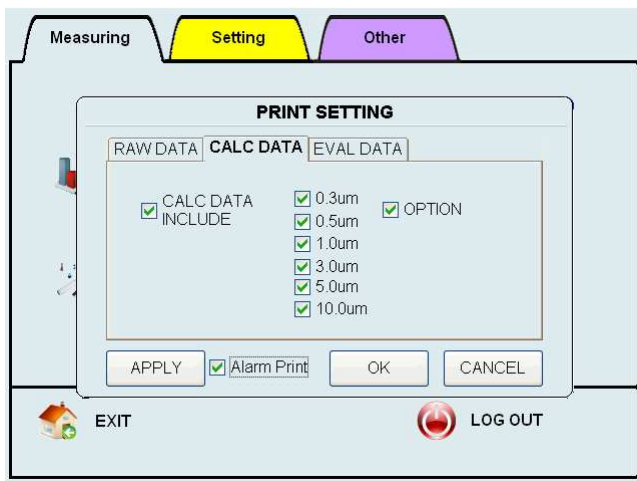 Measuring
Setting
Other
PRINT SETTING
RAW DATA
CALC DATA
EVAL DATA
CALC DATA
INCLUDE
0.3um
0.5um
1.0um
3.0um
5.0um
10.0um
OPTION
APPLY
Alarm Print
OK
CANCEL
EXIT
LOG OUT